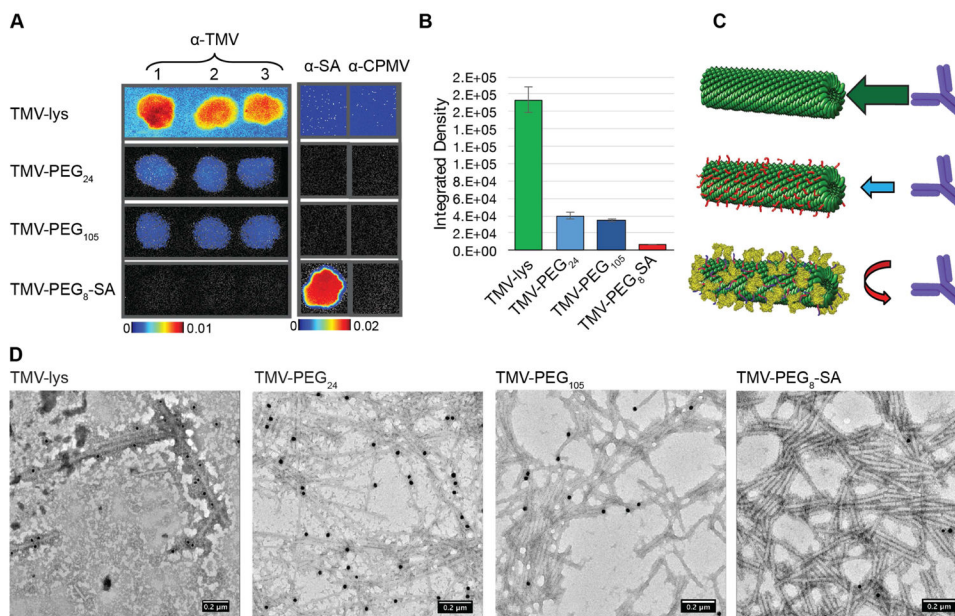 A
α-TMV
1 2 3
α-SA α-CPMV
TMV-lys
TMV-PEG24
TMV-PEG105
TMV-PEG8-SA
0 0.01
0 0.02
B
Integrated Density
2.E+05
2.E+05
2.E+05
1.E+05
1.E+05
1.E+05
8.E+04
6.E+04
4.E+04
2.E+04
0.E+00
TMV-lys
TMV-PEG24
TMV-PEG105
TMV-PEG8SA
C
D
TMV-lys
TMV-PEG24
TMV-PEG105
TMV-PEG8-SA
0.2 µm
0.2 µm
0.2 µm
0.2 µm